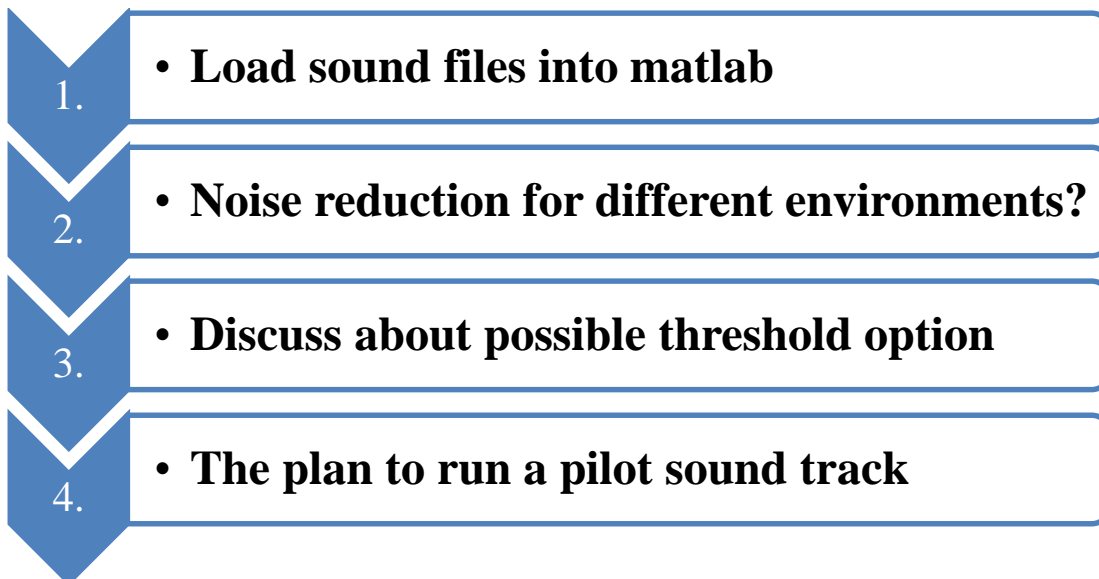 1.
• Load sound files into matlab
2.
• Noise reduction for different environments?
3.
• Discuss about possible threshold option
4.
• The plan to run a pilot sound track